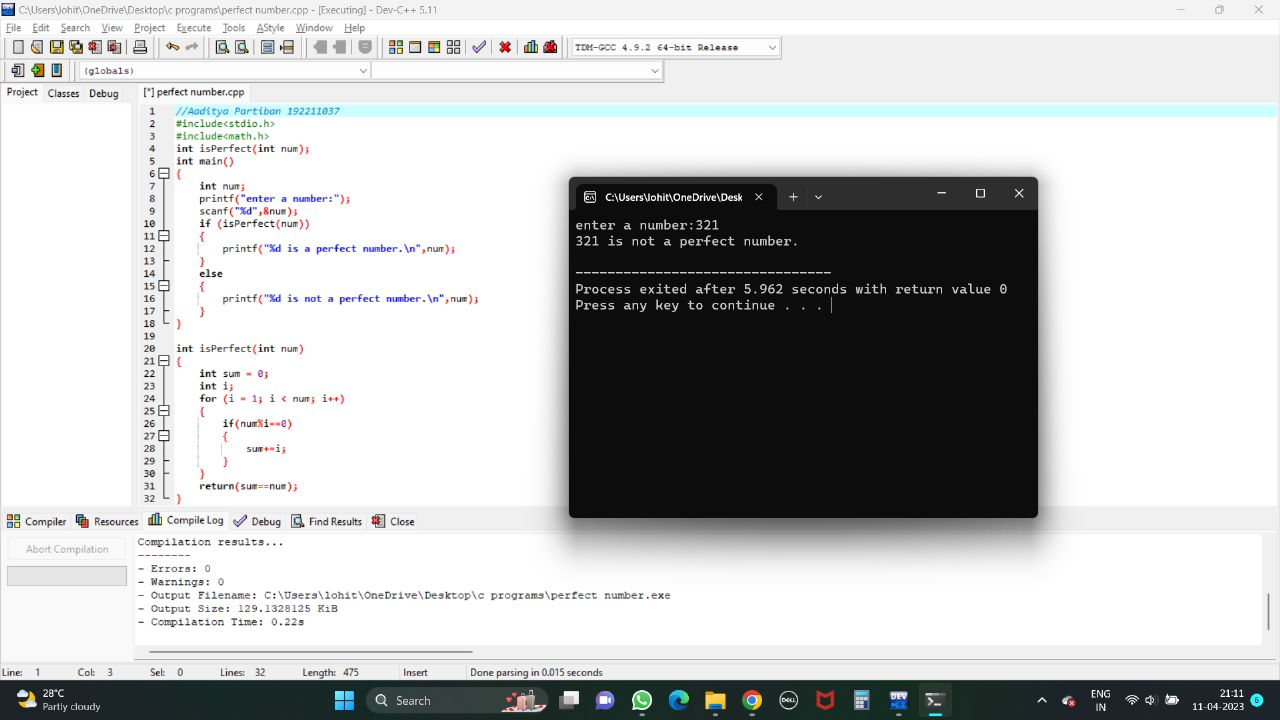 C:\Users\lohit\OneDrive\Desktop\c programs\perfect number.cpp - [Executing] - Dev-C++ 5.11
File Edit Search View Project Execute Tools AStyle Window Help
TDM-GCC 4.9.2 64-bit Release
(globals)
Project Classes Debug
[*] perfect number.cpp
1 //Aaditya Partiban 192211037
2 #include<stdio.h>
3 #include<math.h>
4 int isPerfect(int num);
5 int main()
6 {
7 int num;
8 printf("enter a number:");
9 scanf("%d",&num);
10 if (isPerfect(num))
11 {
12 printf("%d is a perfect number.\n",num);
13 }
14 else
15 {
16 printf("%d is not a perfect number.\n",num);
17 }
18 }
19
20 int isPerfect(int num)
21 {
22 int sum = 0;
23 int i;
24 for (i = 1; i < num; i++)
25 {
26 if(num%i==0)
27 {
28 sum+=i;
29 }
30 }
31 return(sum==num);
32 }
C:\Users\lohit\OneDrive\Desk
enter a number:321
321 is not a perfect number.
--------------------------------
Process exited after 5.962 seconds with return value 0
Press any key to continue . . .
Compiler Resources Compile Log Debug Find Results Close
Abort Compilation
Compilation results...
--------
- Errors: 0
- Warnings: 0
- Output Filename: C:\Users\lohit\OneDrive\Desktop\c programs\perfect number.exe
- Output Size: 129.1328125 KiB
- Compilation Time: 0.22s
Line: 1 Col: 3 Sel: 0 Lines: 32 Length: 475 Insert Done parsing in 0.015 seconds
28°C
Partly cloudy
Search
DELL
DEV
ENG
IN
21:11
11-04-2023
6